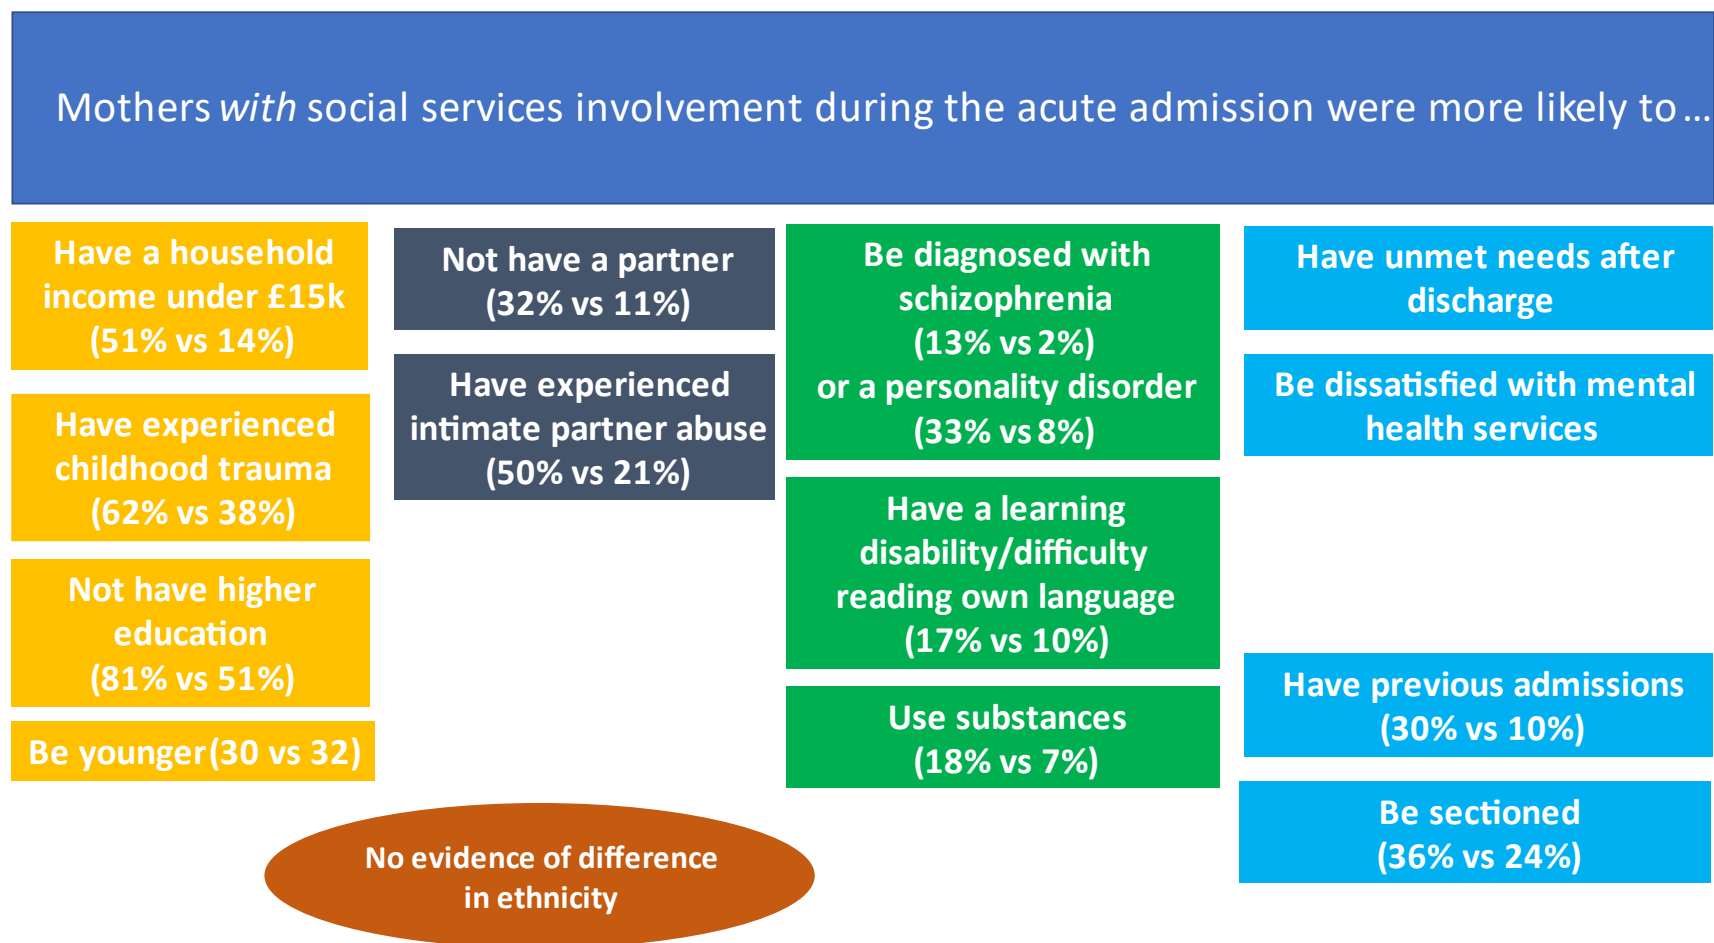 Mothers with social services involvement during the acute admission were more likely to...
Have a household
income under £15k
(51% vs 14%)
Have experienced
childhood trauma
(62% vs 38%)
Not have higher
education
(81% vs 51%)
Be younger (30 vs 32)
Not have a partner
(32% vs 11%)
Have experienced
intimate partner abuse
(50% vs 21%)
Be diagnosed with
schizophrenia
(13% vs 2%)
or a personality disorder
(33% vs 8%)
Have a learning
disability/difficulty
reading own language
(17% vs 10%)
Use substances
(18% vs 7%)
Have unmet needs after
discharge
Be dissatisfied with mental
health services
Have previous admissions
(30% vs 10%)
Be sectioned
(36% vs 24%)
No evidence of difference
in ethnicity